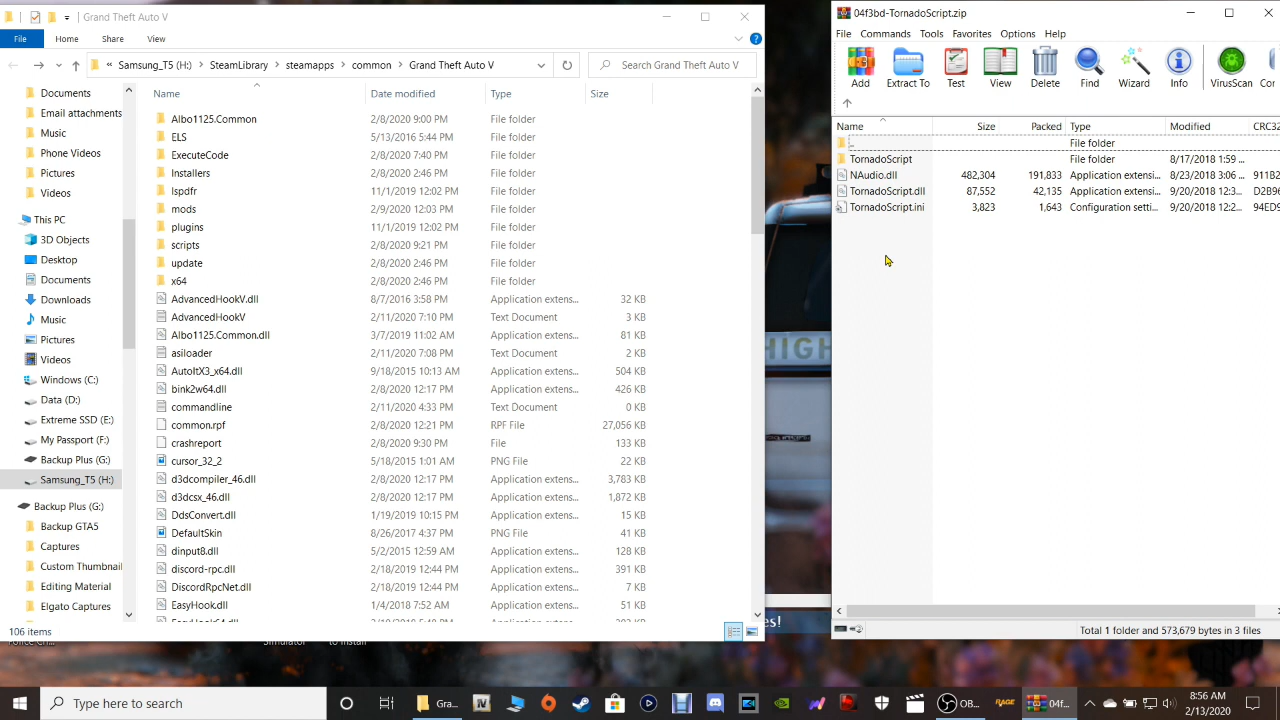 Grand Theft Auto V
File Home Share View
« Samsung_T5 (H:) > SteamLibrary > steamapps > common > Grand Theft Auto V
Search Grand Theft Auto V
Documents
Email attachments
Music
Phone Videos
Pictures
Videos
This PC
3D Objects
Desktop
Documents
Downloads
Music
Pictures
Videos
Windows (C:)
Data (D:)
Extreme SSD (E:)
My Passport (F:)
Backup Plus (G:)
Samsung_T5 (H:)
Backup Plus (G:)
Backup GTA5
Captures
Custom Thumbnail
Editing Material
Elgato Captures
Name Date modified Type Size
Albo1125.Common 2/8/2020 9:00 PM File folder
ELS 5/13/2016 5:44 PM File folder
ExecuteCode 2/8/2020 7:40 PM File folder
Installers 2/8/2020 2:46 PM File folder
lspdfr 11/1/2019 12:02 PM File folder
mods 2/9/2020 12:03 PM File folder
plugins 11/1/2019 12:02 PM File folder
scripts 2/8/2020 9:21 PM File folder
update 2/8/2020 2:46 PM File folder
x64 2/8/2020 2:46 PM File folder
AdvancedHookV.dll 8/7/2016 3:58 PM Application extens... 32 KB
AdvancedHookV 2/11/2020 7:10 PM Text Document 3 KB
Albo1125.Common.dll 3/7/2019 11:02 AM Application extens... 81 KB
asiloader 2/11/2020 7:08 PM Text Document 2 KB
AutoItX3_x64.dll 9/18/2015 10:13 AM Application extens... 504 KB
bink2w64.dll 2/8/2020 12:17 PM Application extens... 426 KB
commandline 2/11/2020 4:33 PM Text Document 0 KB
common.rpf 2/8/2020 12:21 PM RPF File 27,056 KB
crashreport 2/8/2020 9:30 PM File 133 KB
cursor_32_2 5/18/2015 1:01 AM PNG File 22 KB
d3dcompiler_46.dll 2/8/2020 12:17 PM Application extens... 3,783 KB
d3dcsx_46.dll 2/8/2020 12:17 PM Application extens... 1,872 KB
DdsConvert.dll 1/19/2019 10:15 PM Application extens... 15 KB
DefaultSkin 8/26/2017 4:37 PM PNG File 41 KB
dinput8.dll 5/2/2015 12:59 AM Application extens... 128 KB
discord-rpc.dll 2/18/2019 12:44 PM Application extens... 391 KB
DiscordRpcNet.dll 2/18/2019 12:44 PM Application extens... 7 KB
EasyHook.dll 1/4/2018 7:52 AM Application extens... 51 KB
106 items
04f3bd-TornadoScript.zip
File Commands Tools Favorites Options Help
Add Extract To Test View Delete Find Wizard Info VirusScan
Name Size Packed Type Modified CRC
.. File folder
TornadoScript File folder 8/17/2018 1:59 ...
NAudio.dll 482,304 191,833 Application extensi... 8/23/2018 3:06 ...
TornadoScript.dll 87,552 42,135 Application extensi... 9/20/2018 12:3...
TornadoScript.ini 3,823 1,643 Configuration setti... 9/2/2018 12:2...
HIGH
es!
Total 1 folder and 573,679 bytes in 3 files
Simulator to install
Type here to search
Gra...
OB...
RAGE
04f...
8:56 AM
2/13/2020